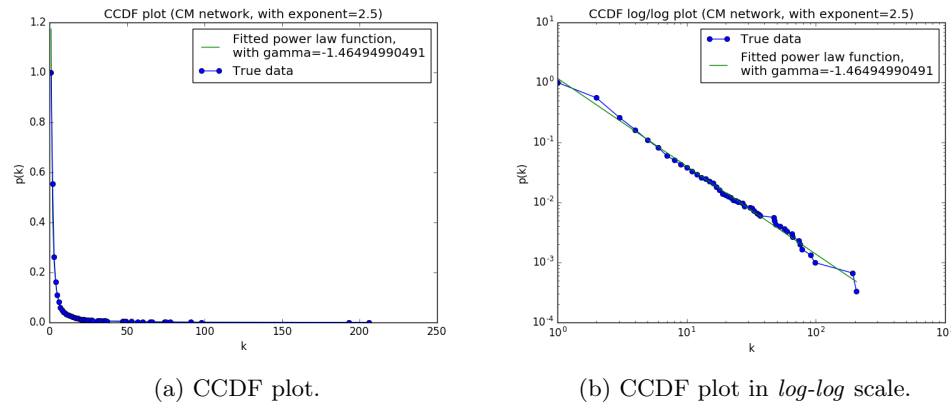 CCDF plot (CM network, with exponent=2.5)
1.2
1.0
0.8
0.6
0.4
0.2
0.0
p(k)
0 50 100 150 200 250
k
Fitted power law function,
with gamma=-1.46494990491
True data
(a) CCDF plot.
CCDF log/log plot (CM network, with exponent=2.5)
10^1
10^0
10^-1
10^-2
10^-3
10^-4
p(k)
10^0 10^1 10^2 10
k
True data
Fitted power law function,
with gamma=-1.46494990491
(b) CCDF plot in log-log scale.